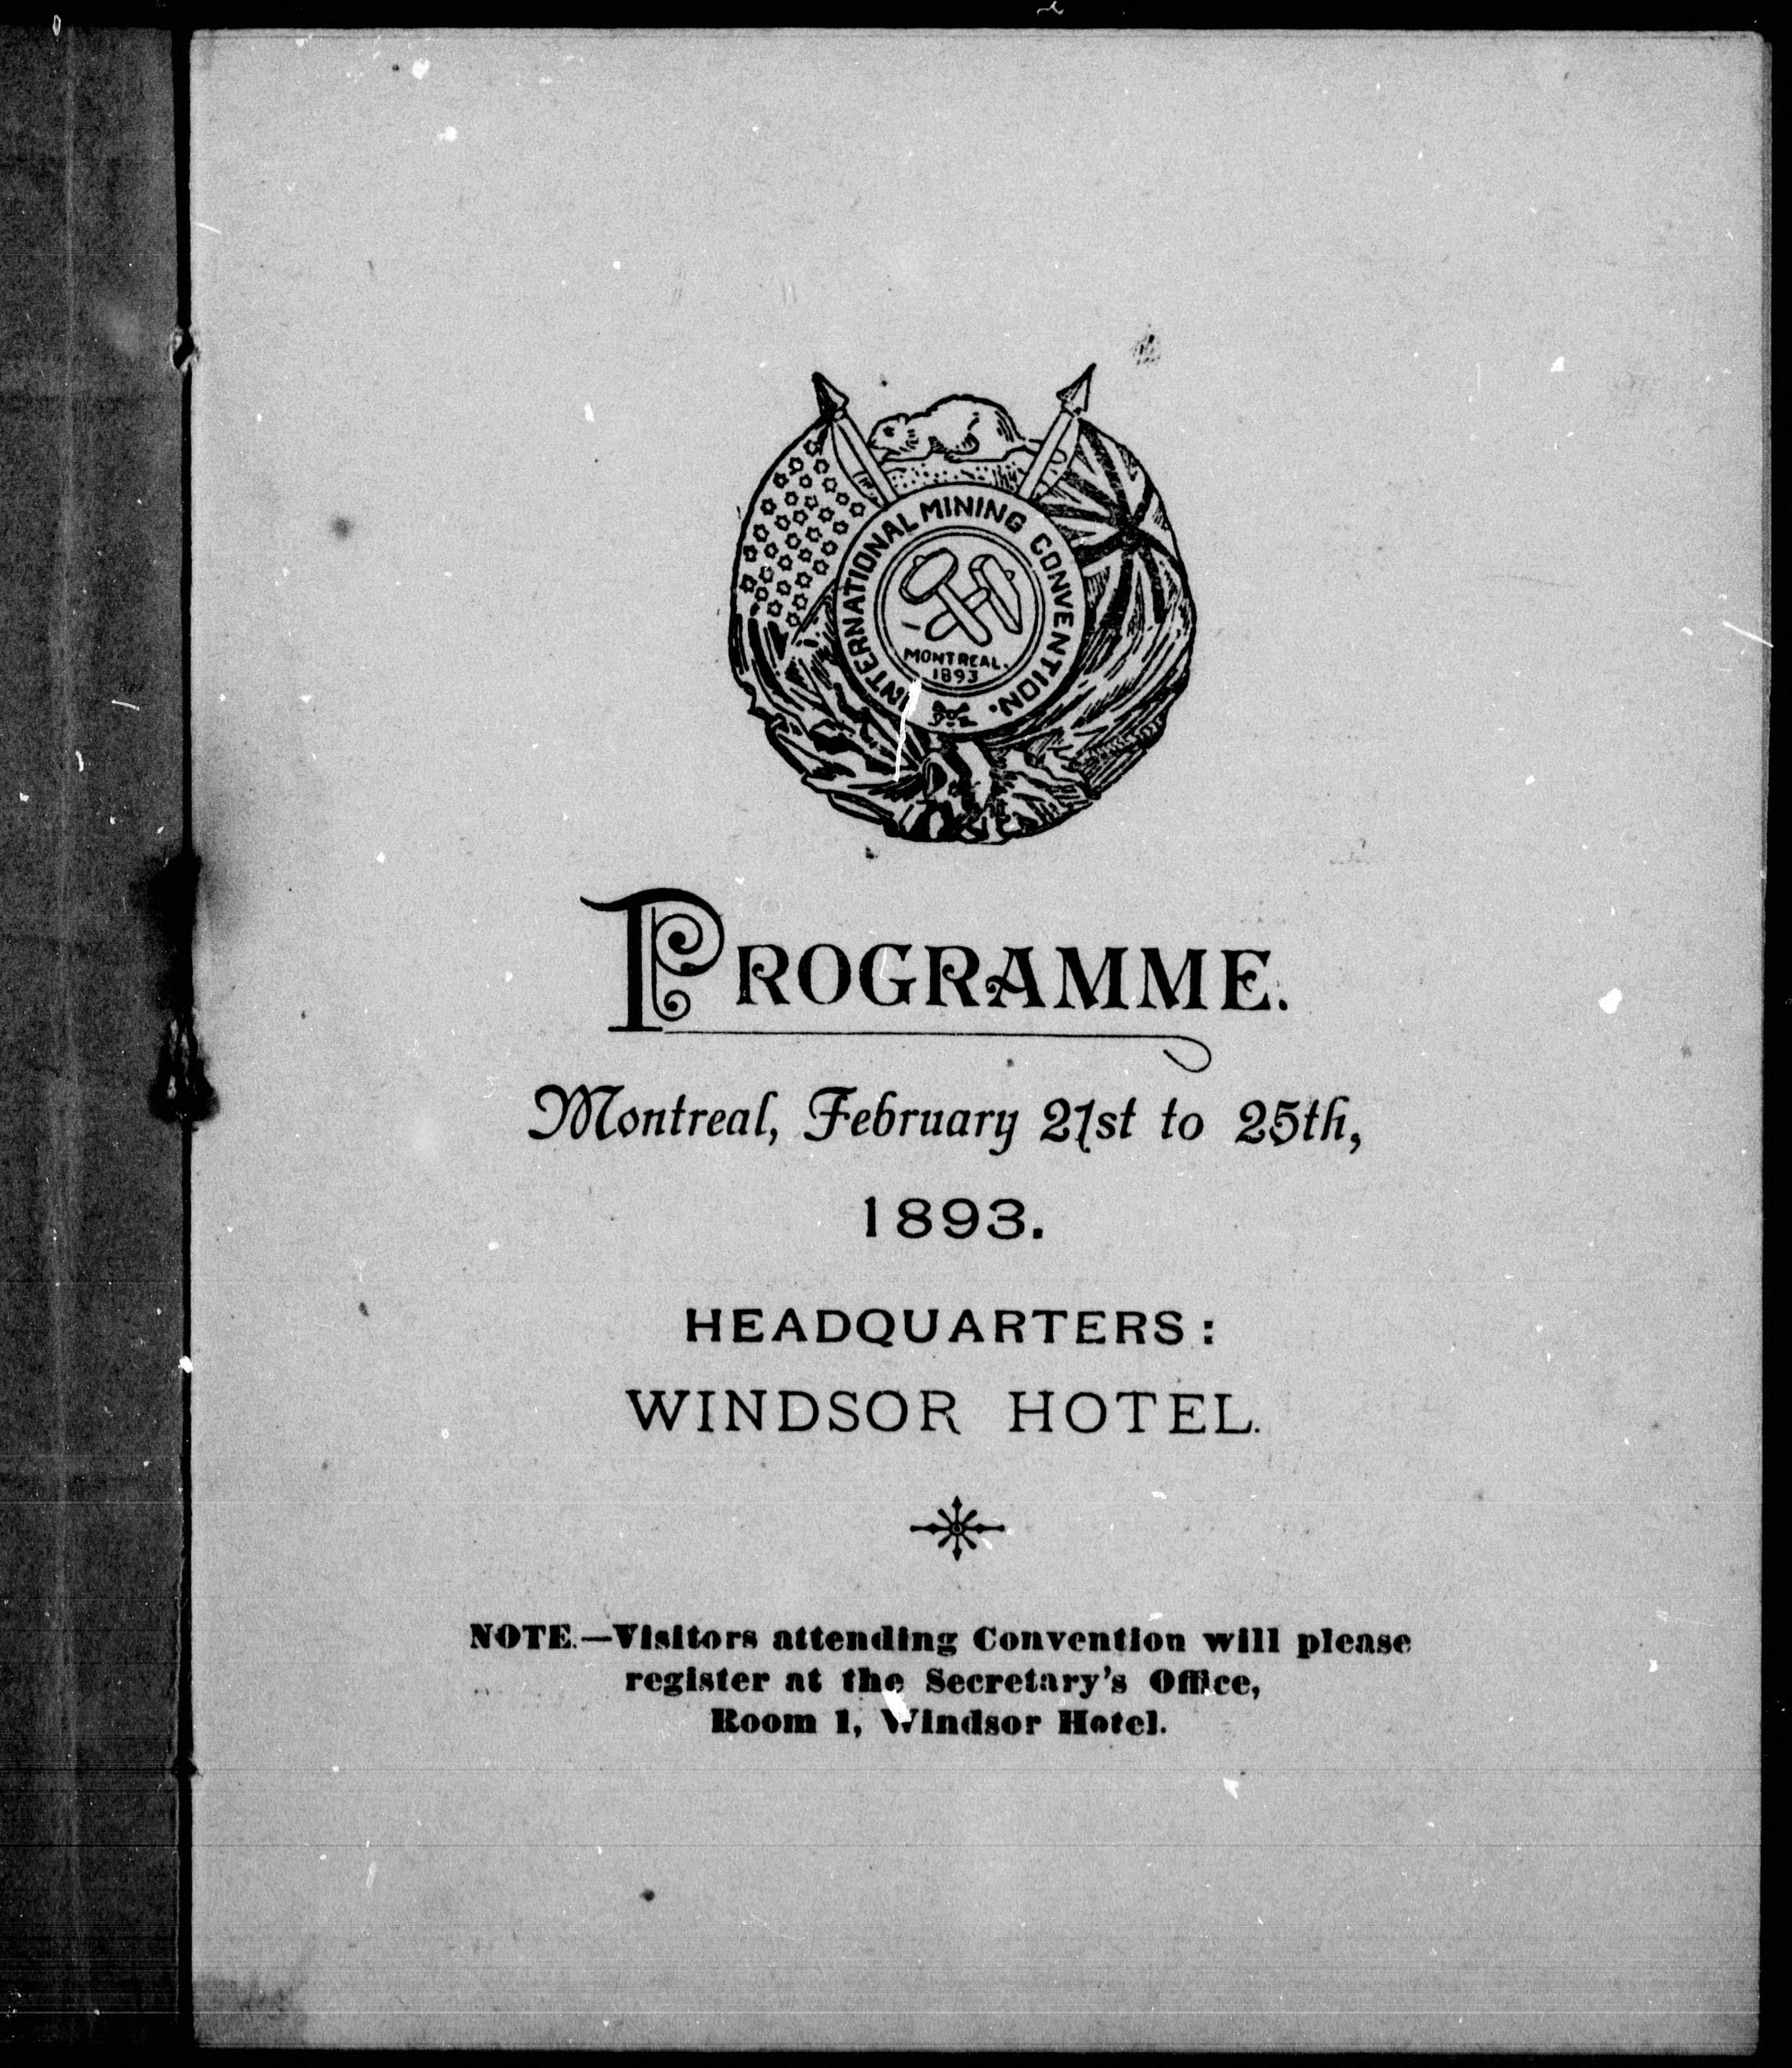 INTERNATIONAL MINING CONVENTION.
MONTREAL.
1893
PROGRAMME.
Montreal, February 21st to 25th,
1893.
HEADQUARTERS:
WINDSOR HOTEL.
NOTE.—Visitors attending Convention will please
register at the Secretary's Office,
Room 1, Windsor Hotel.